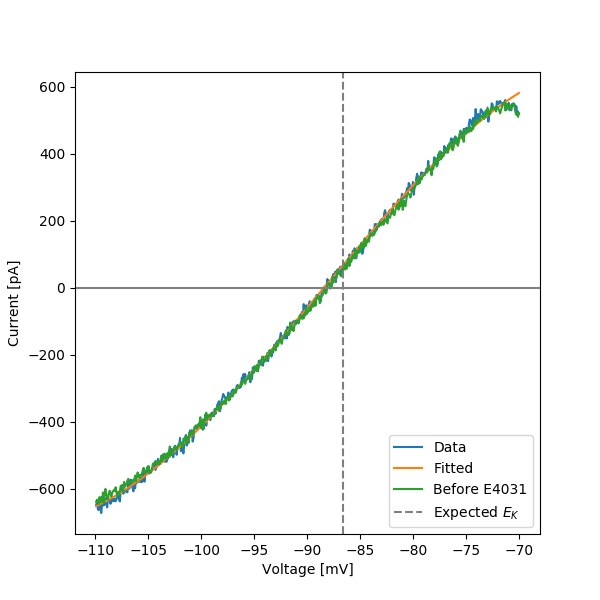 600
400
200
0
−200
−400
−600
Current [pA]
Data
Fitted
Before E4031
Expected $E_K$
−110 −105 −100 −95 −90 −85 −80 −75 −70
Voltage [mV]